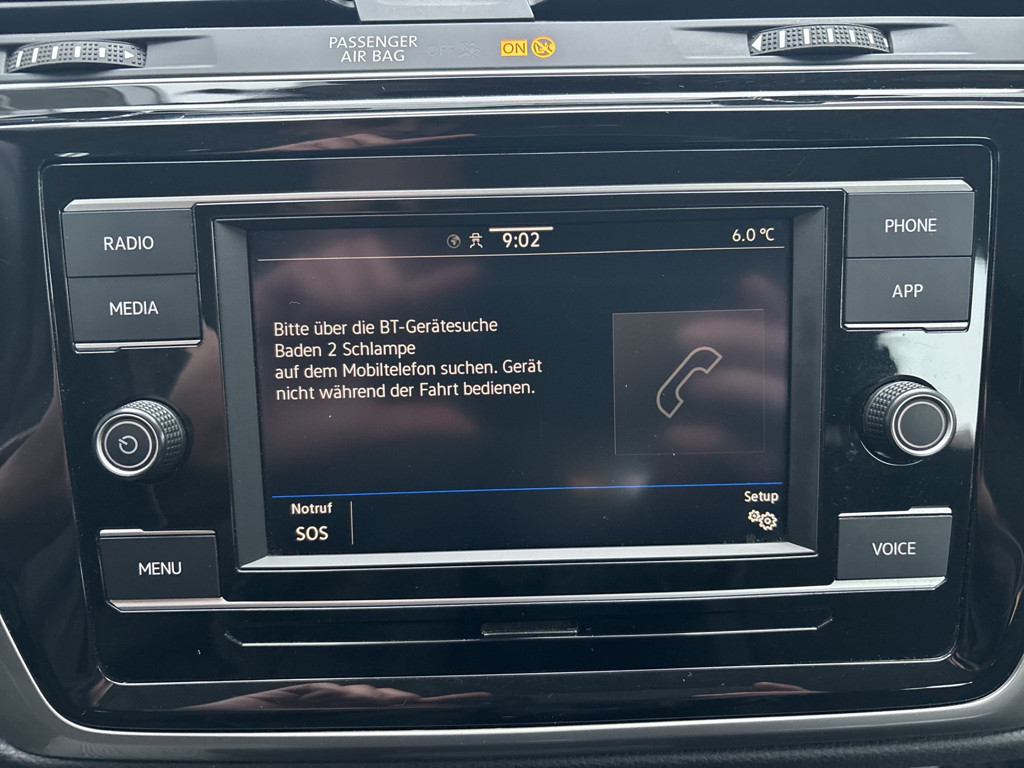 PASSENGER
AIR BAG
OFF
ON
RADIO
MEDIA
MENU
9:02
6.0 °C
Bitte über die BT-Gerätesuche
Baden 2 Schlampe
auf dem Mobiltelefon suchen. Gerät
nicht während der Fahrt bedienen.
Notruf
SOS
Setup
PHONE
APP
VOICE